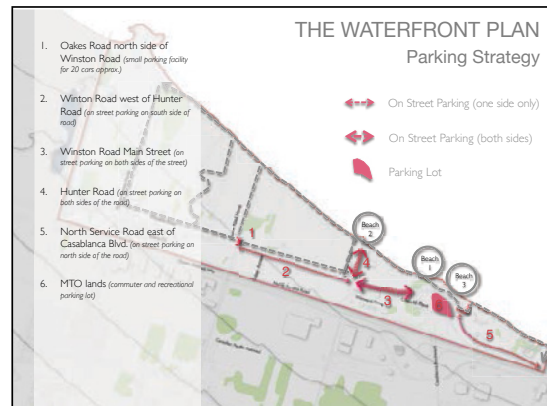 THE WATERFRONT PLAN
Parking Strategy
1. Oakes Road north side of
Winston Road (small parking facility
for 20 cars approx.)
2. Winton Road west of Hunter
Road (on street parking on south side of
road)
3. Winston Road Main Street (on
street parking on both sides of the street)
4. Hunter Road (on street parking on
both sides of the road)
5. North Service Road east of
Casablanca Blvd. (on street parking on
north side of the road)
6. MTO lands (commuter and recreational
parking lot)
On Street Parking (one side only)
On Street Parking (both sides)
Parking Lot
Beach
2
Beach
1
Beach
3
1
2
3
4
5